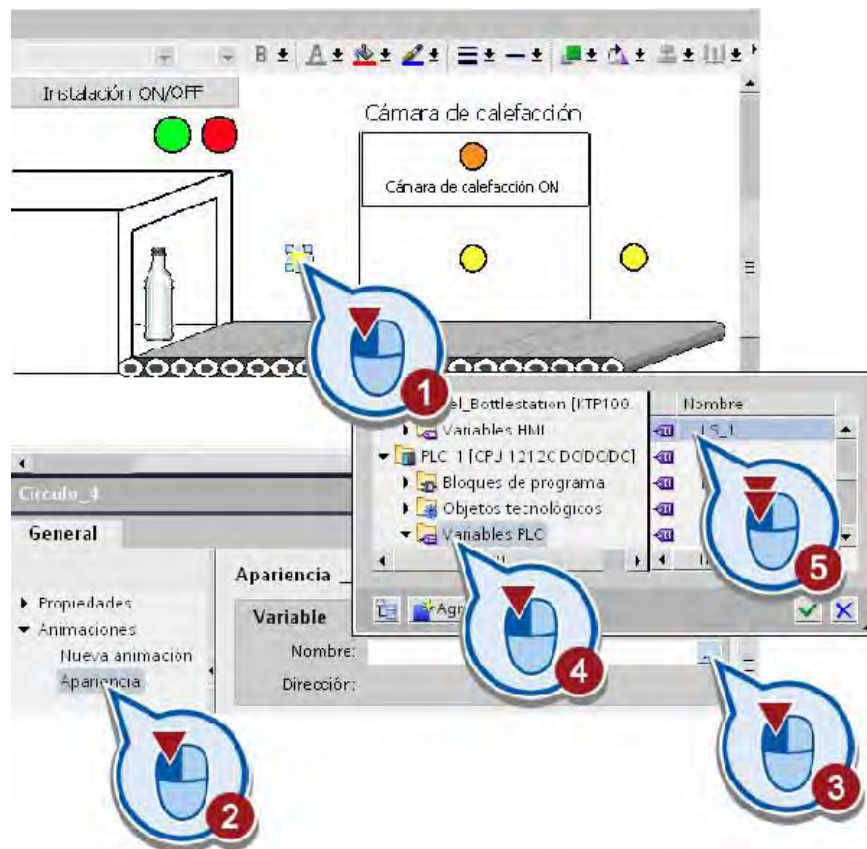 B A
Instalación ON/OFF
Cámara de calefacción
Cámara de calefacción ON
1
el_Bottlestation [KTP100..
Nombre
Variables HMI
LS_1
PLC_1 [CPU 1212C DC/DC/DC]
Bloques de programa
Objetos tecnológicos
Variables PLC
5
Círculo_4
General
Apariencia
Propiedades
Animaciones
Nueva animación
Apariencia
Variable
Agr
Nombre:
...
Dirección:
4
3
2